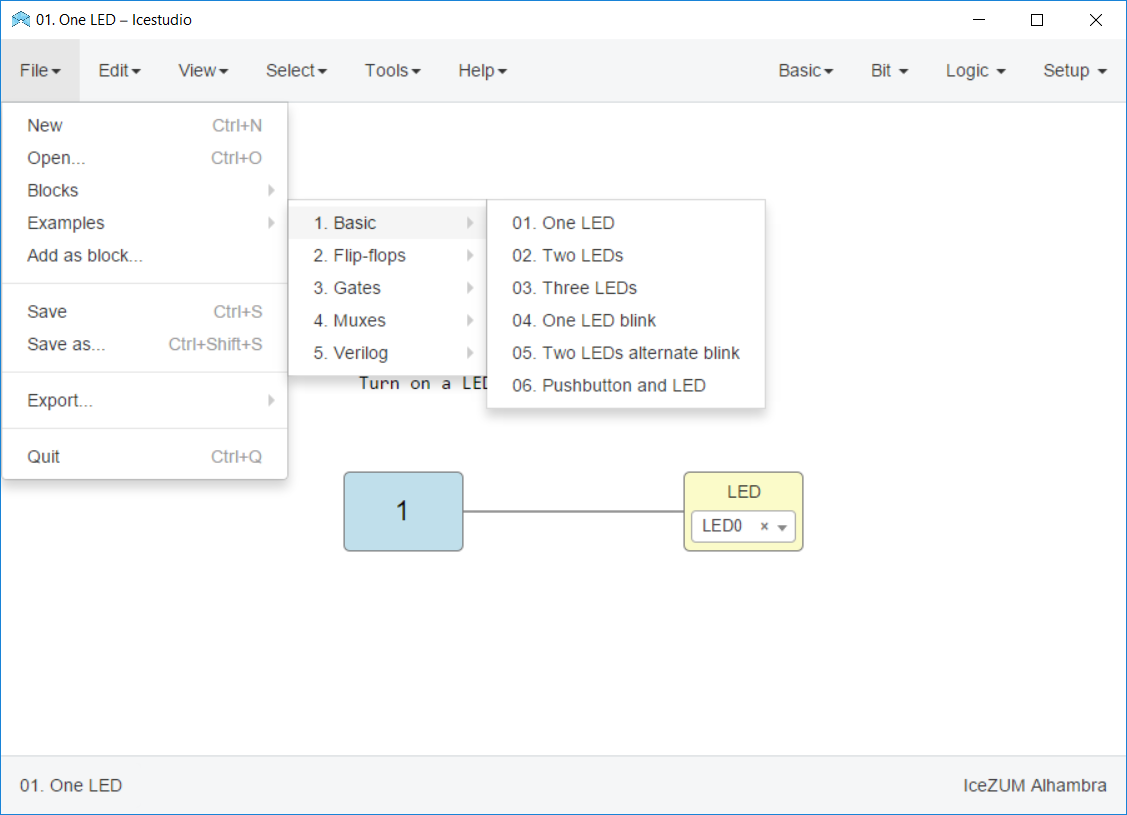 01. One LED – Icestudio
File Edit View Select Tools Help Basic Bit Logic Setup
New Ctrl+N
Open... Ctrl+O
Blocks
Examples
Add as block...
Save Ctrl+S
Save as... Ctrl+Shift+S
Export...
Quit Ctrl+Q
1. Basic
2. Flip-flops
3. Gates
4. Muxes
5. Verilog
01. One LED
02. Two LEDs
03. Three LEDs
04. One LED blink
05. Two LEDs alternate blink
06. Pushbutton and LED
Turn on a LED
1
LED
LED0 ×
01. One LED IceZUM Alhambra